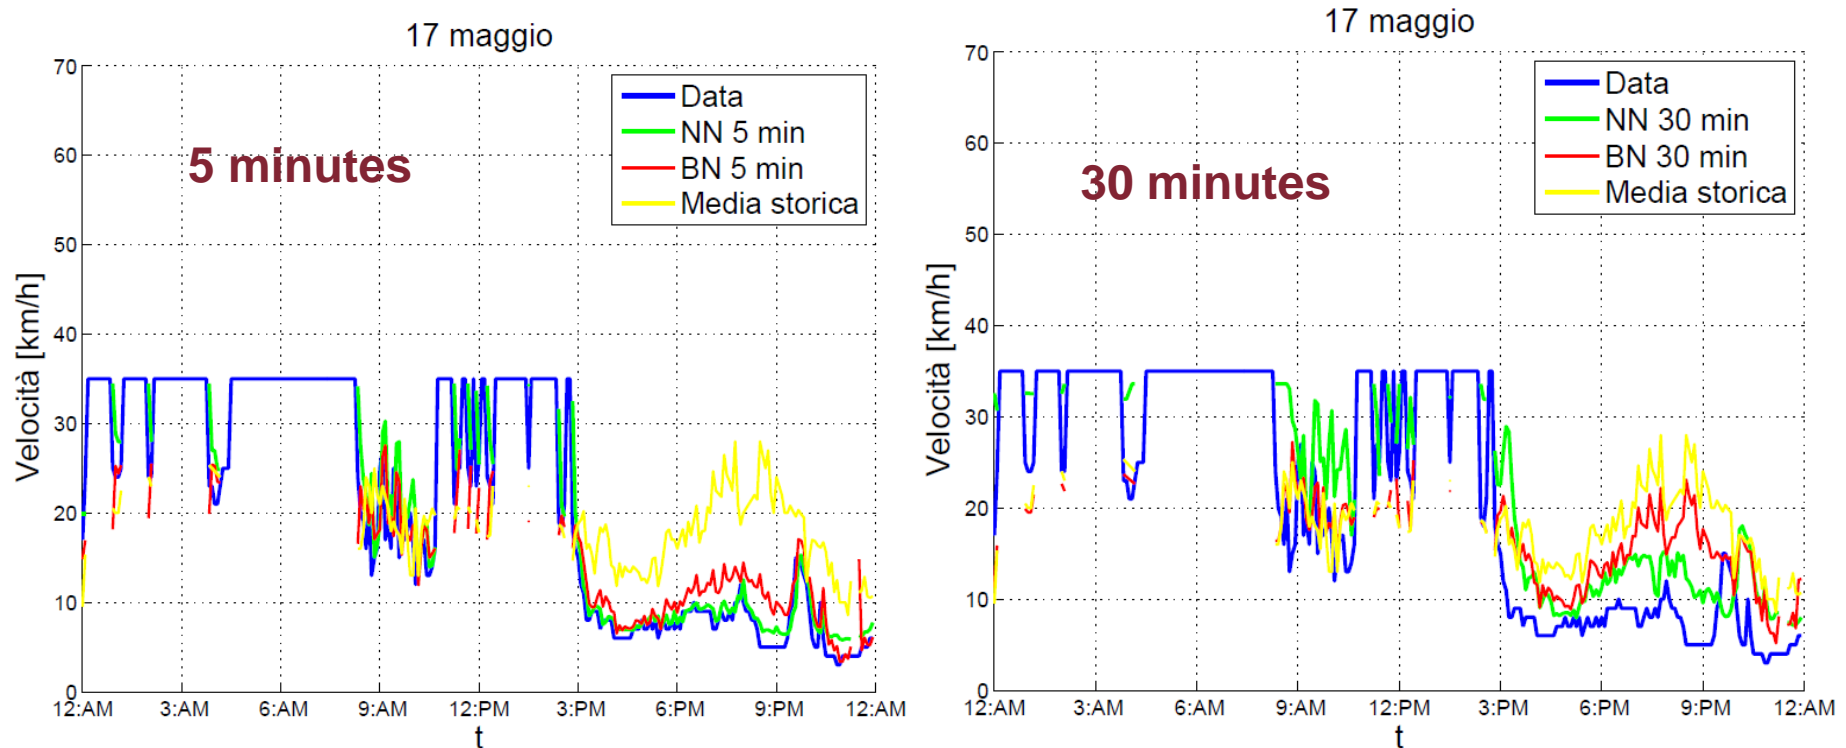 17 maggio
70
60
50
40
30
20
10
0
Velocità [km/h]
5 minutes
Data
NN 5 min
BN 5 min
Media storica
12:AM 3:AM 6:AM 9:AM 12:PM 3:PM 6:PM 9:PM 12:AM
t
17 maggio
70
60
50
40
30
20
10
0
Velocità [km/h]
30 minutes
Data
NN 30 min
BN 30 min
Media storica
12:AM 3:AM 6:AM 9:AM 12:PM 3:PM 6:PM 9:PM 12:AM
t